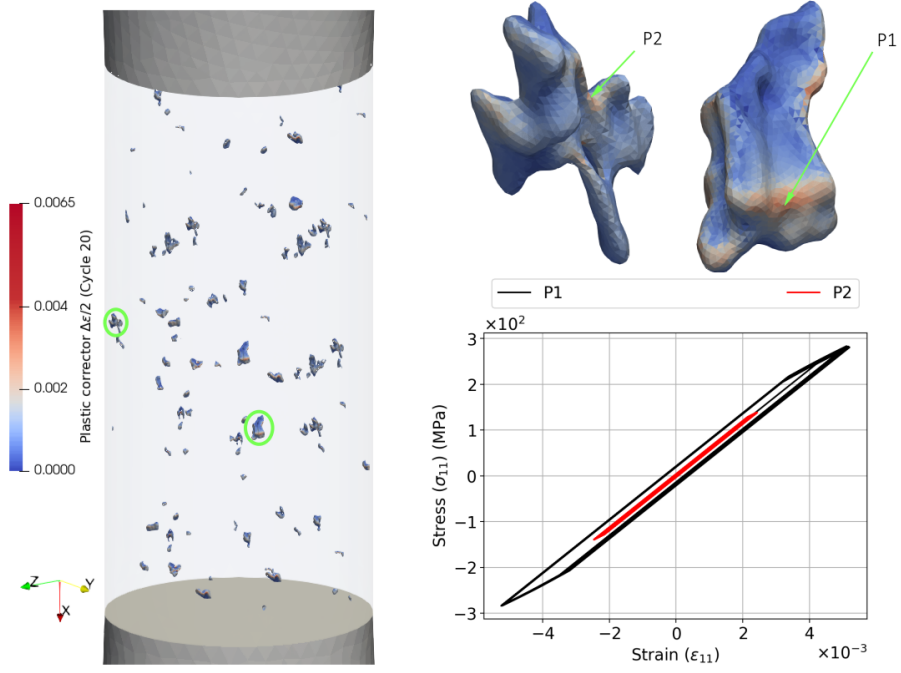 0.0065
0.004
0.002
0.0000
Plastic corrector Δε/2 (Cycle 20)
Z
Y
X
P2
P1
P1
P2
×10²
3
2
1
0
−1
−2
−3
Stress (σ₁₁) (MPa)
−4
−2
0
2
4
×10⁻³
Strain (ε₁₁)